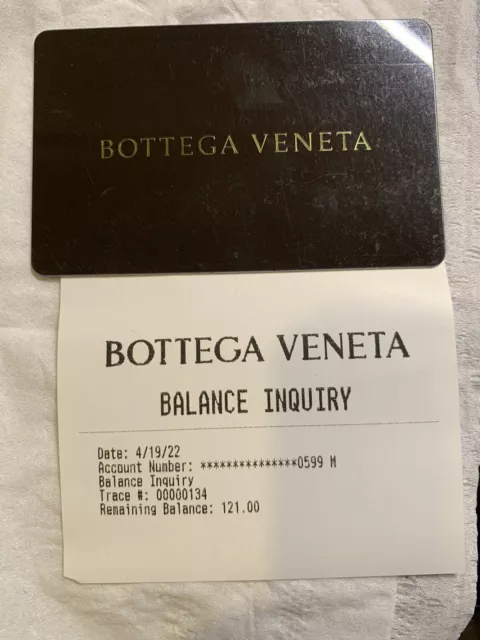 BOTTEGA VENETA
BOTTEGA VENETA
BALANCE INQUIRY
Date: 4/19/22
Account Number: ***************0599 M
Balance Inquiry
Trace #: 00000134
Remaining Balance: 121.00